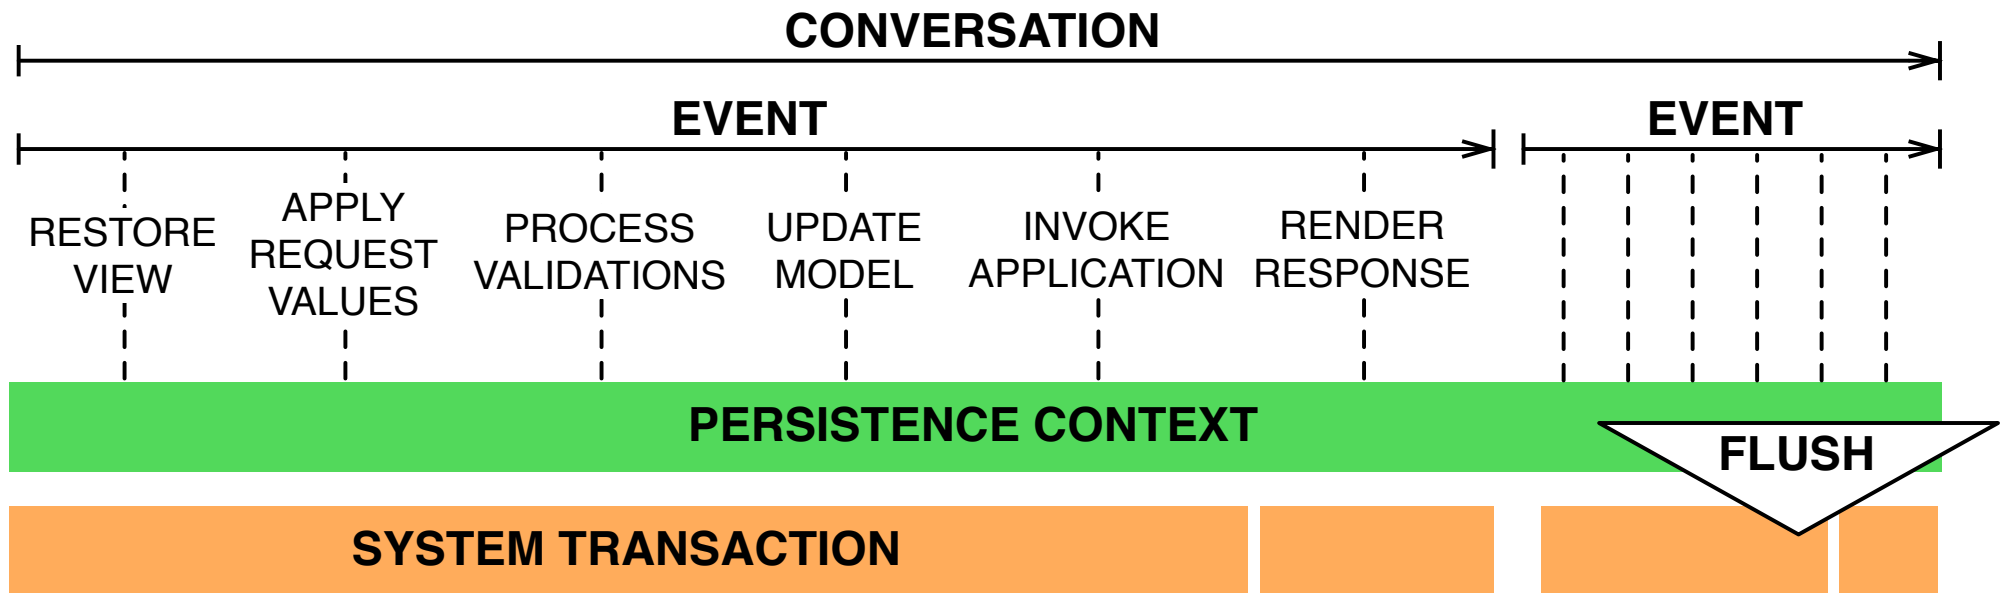 CONVERSATION
EVENT
EVENT
RESTORE
VIEW
APPLY
REQUEST
VALUES
PROCESS
VALIDATIONS
UPDATE
MODEL
INVOKE
APPLICATION
RENDER
RESPONSE
PERSISTENCE CONTEXT
FLUSH
SYSTEM TRANSACTION